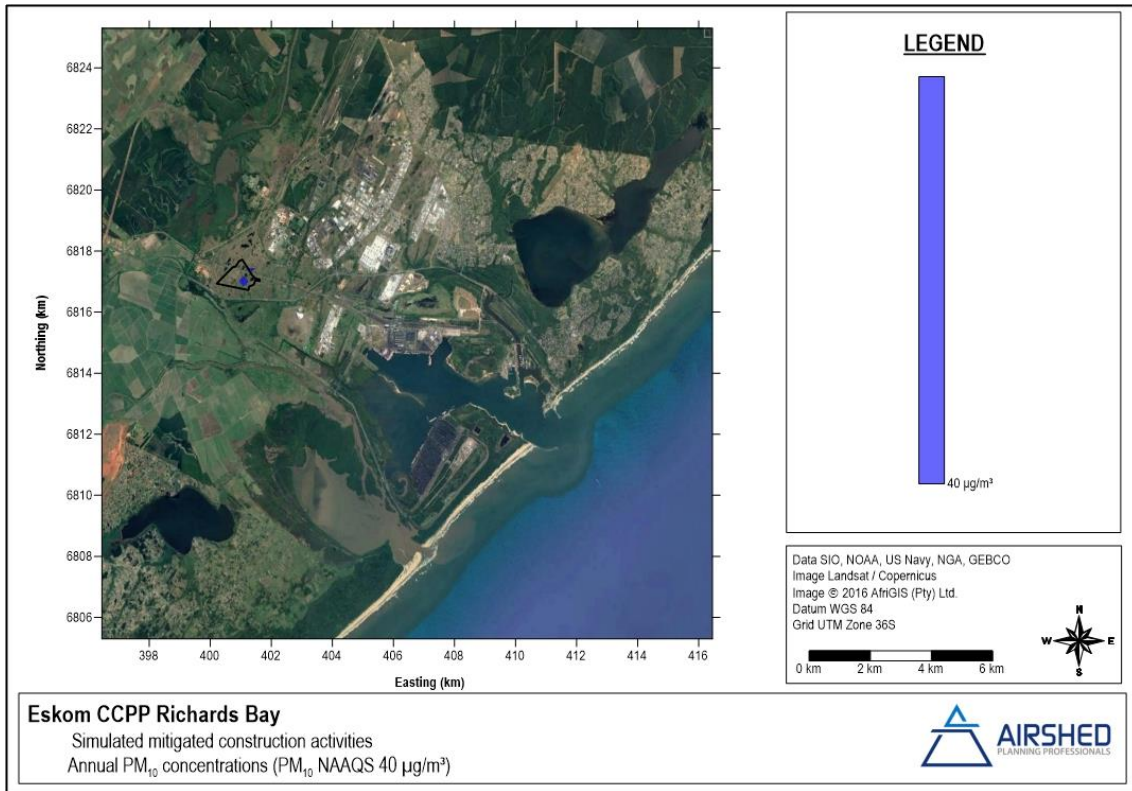 LEGEND
40 µg/m³
6824
6822
6820
6818
6816
6814
6812
6810
6808
6806
Northing (km)
398
400
402
404
406
408
410
412
414
416
Easting (km)
Data SIO, NOAA, US Navy, NGA, GEBCO
Image Landsat / Copernicus
Image © 2016 AfriGIS (Pty) Ltd.
Datum WGS 84
Grid UTM Zone 36S
N
W E
S
0 km 2 km 4 km 6 km
Eskom CCPP Richards Bay
Simulated mitigated construction activities
Annual PM₁₀ concentrations (PM₁₀ NAAQS 40 µg/m³)
AIRSHED
PLANNING PROFESSIONALS